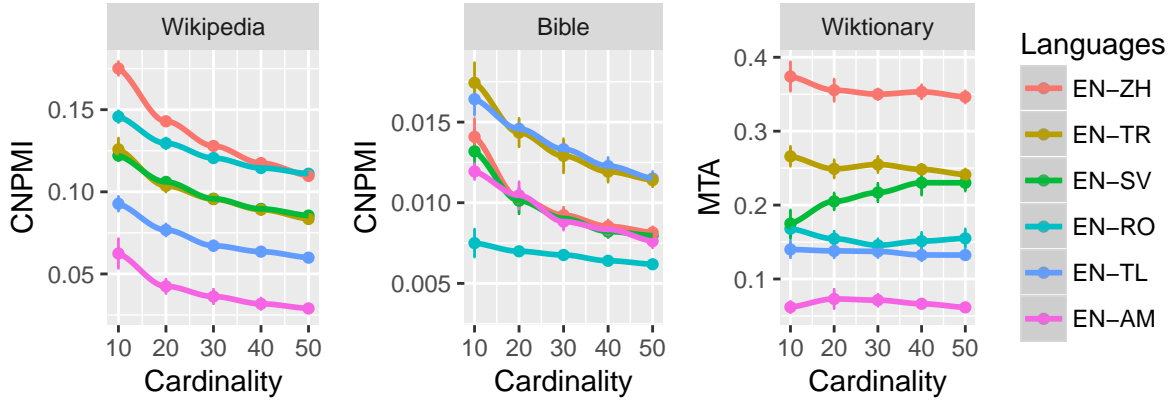 Wikipedia
CNPMI
0.15
0.10
0.05
10 20 30 40 50
Cardinality
Bible
CNPMI
0.015
0.010
0.005
10 20 30 40 50
Cardinality
Wiktionary
MTA
0.4
0.3
0.2
0.1
10 20 30 40 50
Cardinality
Languages
EN−ZH
EN−TR
EN−SV
EN−RO
EN−TL
EN−AM